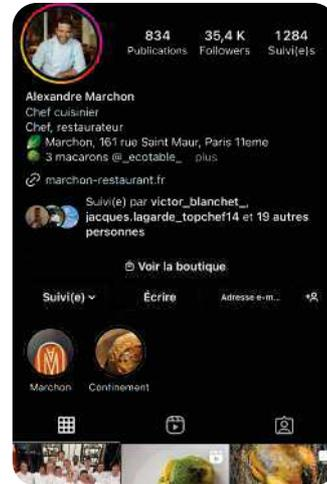 834
35,4 K
1 284
Publications
Followers
Suivi(e)s
Alexandre Marchon
Chef cuisinier
Chef, restaurateur
Marchon, 161 rue Saint Maur, Paris 11eme
3 macarons @_ecotable_ plus
marchon-restaurant.fr
Suivi(e) par victor_blanchet_,
jacques.lagarde_topchef14 et 19 autres
personnes
Voir la boutique
Suivi(e)
Écrire
Adresse e-m...
Marchon
Confinement